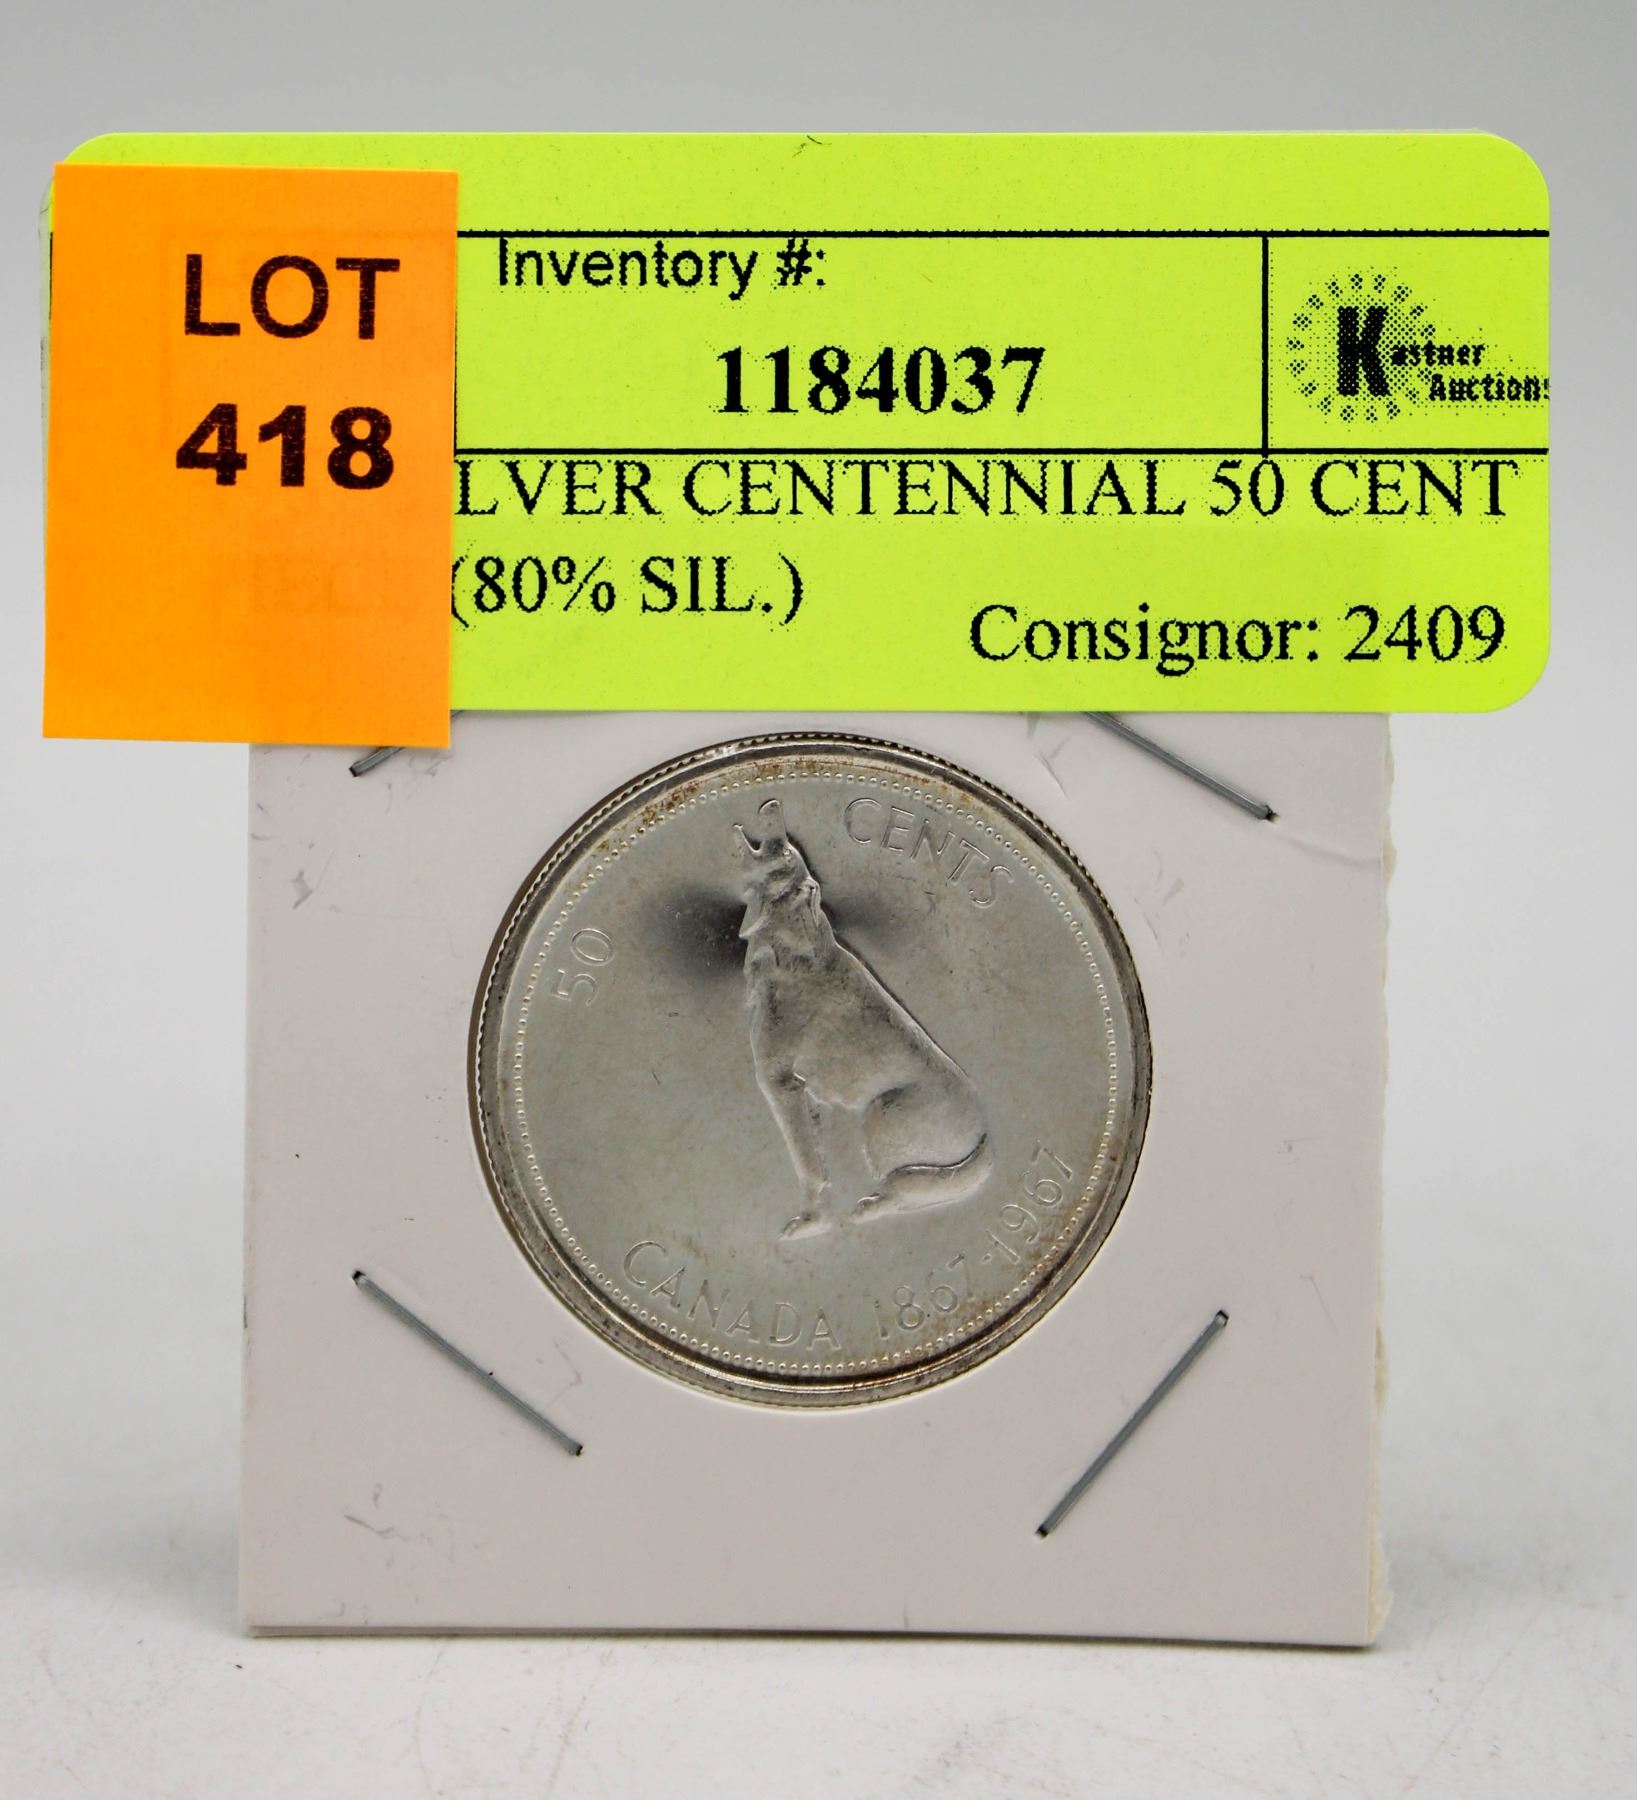 LOT
418
Inventory #:
1184037
Kastner
Auctions
LVER CENTENNIAL 50 CENT
(80% SIL.)
Consignor: 2409
50 CENTS
CANADA 1867-1967